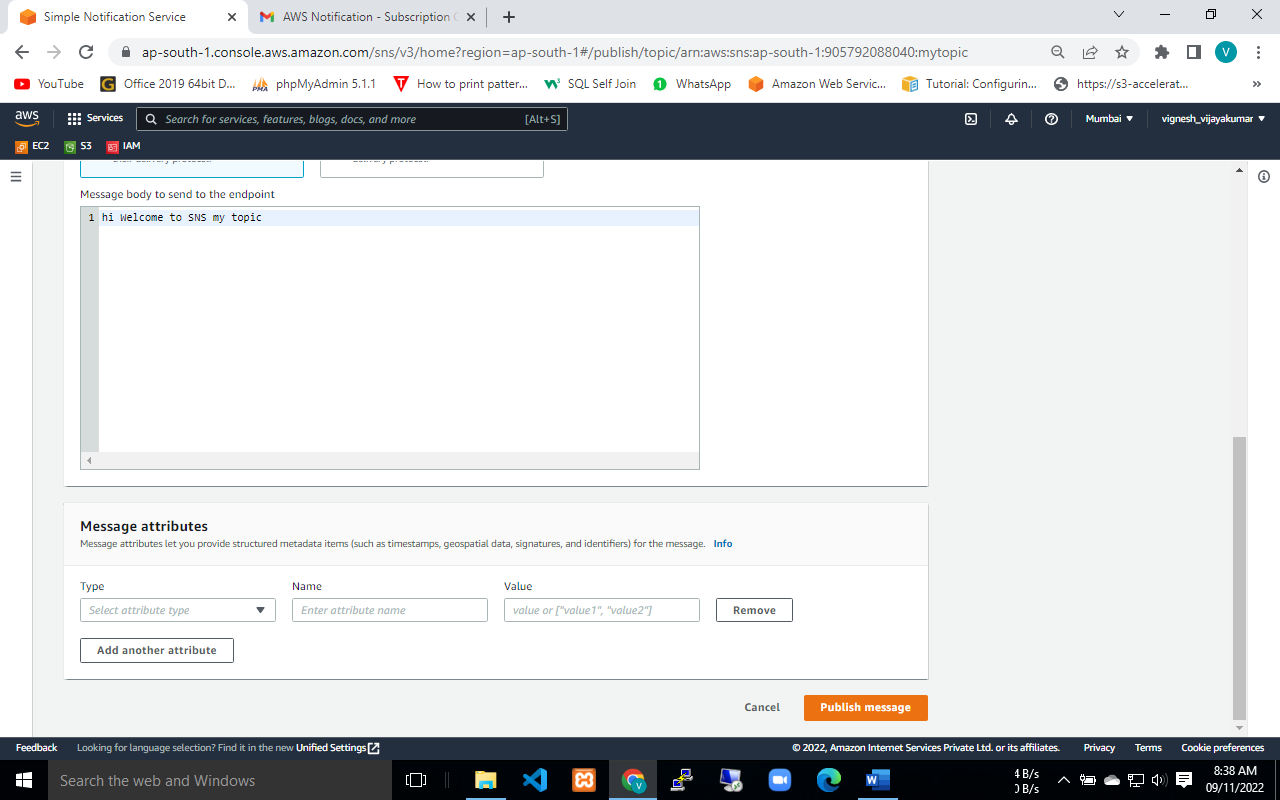 Simple Notification Service
AWS Notification - Subscription C
ap-south-1.console.aws.amazon.com/sns/v3/home?region=ap-south-1#/publish/topic/arn:aws:sns:ap-south-1:905792088040:mytopic
V
YouTube
Office 2019 64bit D...
phpMyAdmin 5.1.1
How to print patter...
SQL Self Join
WhatsApp
Amazon Web Servic...
Tutorial: Configurin...
https://s3-accelerat...
aws
Services
Search for services, features, blogs, docs, and more
[Alt+S]
Mumbai
vignesh_vijayakumar
EC2
S3
IAM
Message body to send to the endpoint
1 hi Welcome to SNS my topic
Message attributes
Message attributes let you provide structured metadata items (such as timestamps, geospatial data, signatures, and identifiers) for the message. Info
Type
Name
Value
Select attribute type
Enter attribute name
value or ["value1", "value2"]
Remove
Add another attribute
Cancel
Publish message
Feedback
Looking for language selection? Find it in the new Unified Settings
© 2022, Amazon Internet Services Private Ltd. or its affiliates.
Privacy
Terms
Cookie preferences
Search the web and Windows
8:38 AM
09/11/2022